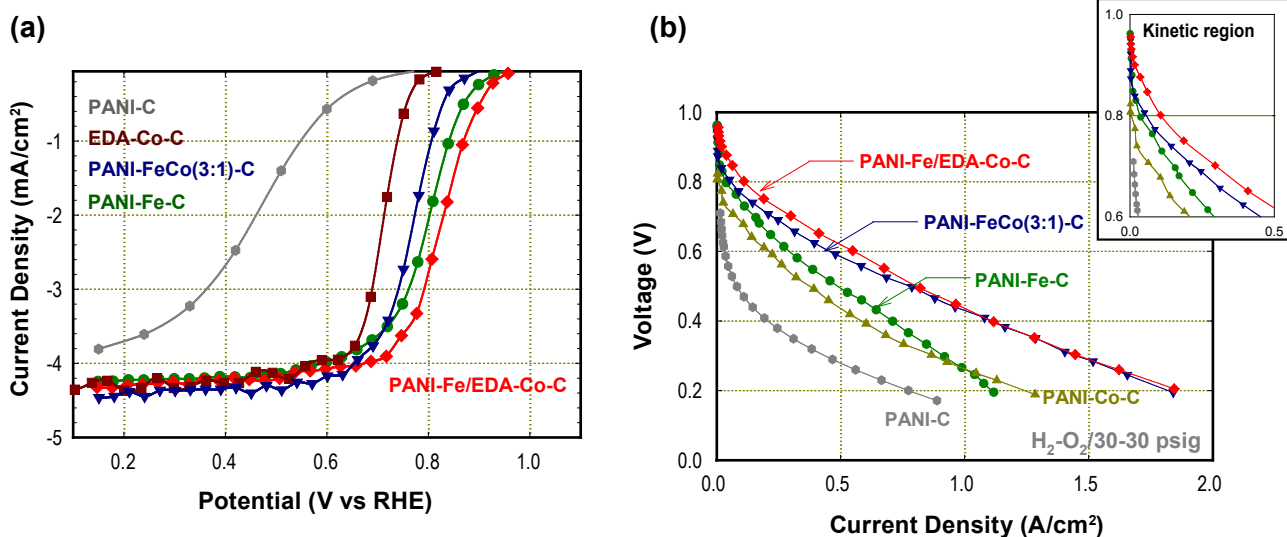 (a)
PANI-C
EDA-Co-C
PANI-FeCo(3:1)-C
PANI-Fe-C
PANI-Fe/EDA-Co-C
-1
-2
-3
-4
-5
Current Density (mA/cm²)
0.2 0.4 0.6 0.8 1.0
Potential (V vs RHE)
(b)
1.0
0.8
0.6
0.4
0.2
0.0
Voltage (V)
PANI-Fe/EDA-Co-C
PANI-FeCo(3:1)-C
PANI-Fe-C
PANI-Co-C
PANI-C
H₂-O₂/30-30 psig
0.0 0.5 1.0 1.5 2.0
Current Density (A/cm²)
Kinetic region
1.0
0.8
0.6
0.0 0.5